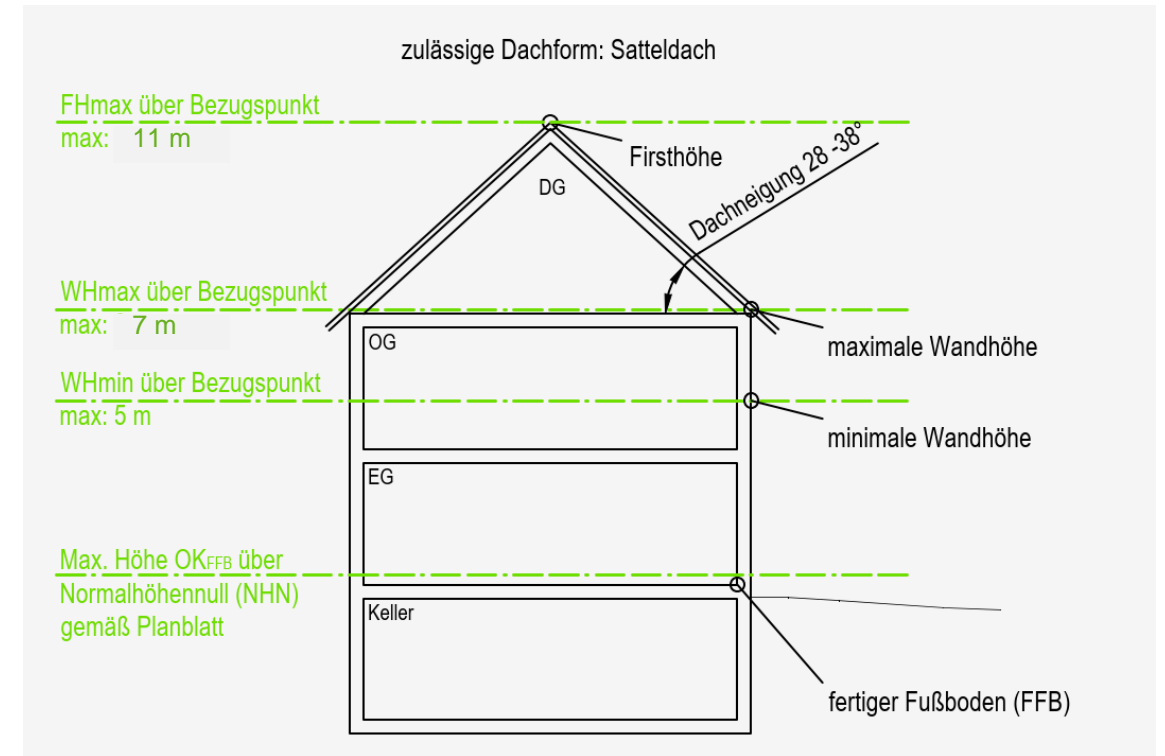 zulässige Dachform: Satteldach
FHmax über Bezugspunkt
max: 11 m
Firsthöhe
Dachneigung 28 -38°
DG
WHmax über Bezugspunkt
max: 7 m
OG
maximale Wandhöhe
WHmin über Bezugspunkt
max: 5 m
minimale Wandhöhe
EG
Max. Höhe OKFFB über
Normalhöhennull (NHN)
gemäß Planblatt
Keller
fertiger Fußboden (FFB)